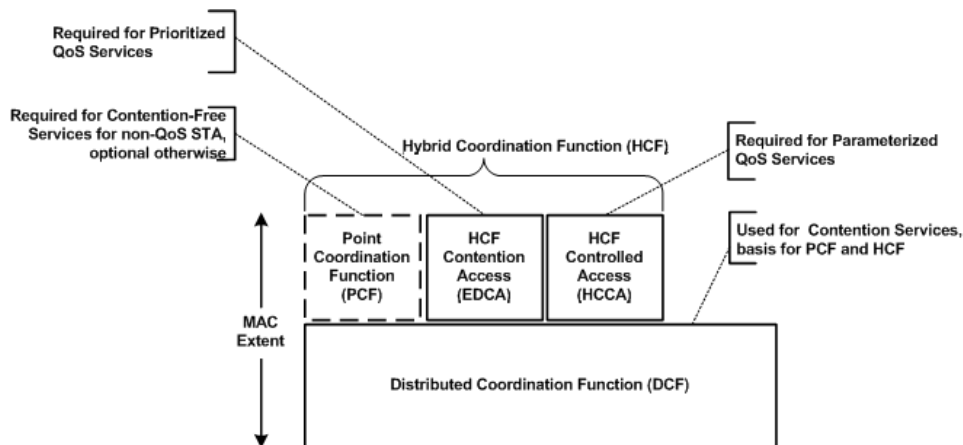 Required for Prioritized
QoS Services
Required for Contention-Free
Services for non-QoS STA,
optional otherwise
Hybrid Coordination Function (HCF)
Required for Parameterized
QoS Services
Used for Contention Services,
basis for PCF and HCF
Point
Coordination
Function
(PCF)
HCF
Contention
Access
(EDCA)
HCF
Controlled
Access
(HCCA)
MAC
Extent
Distributed Coordination Function (DCF)